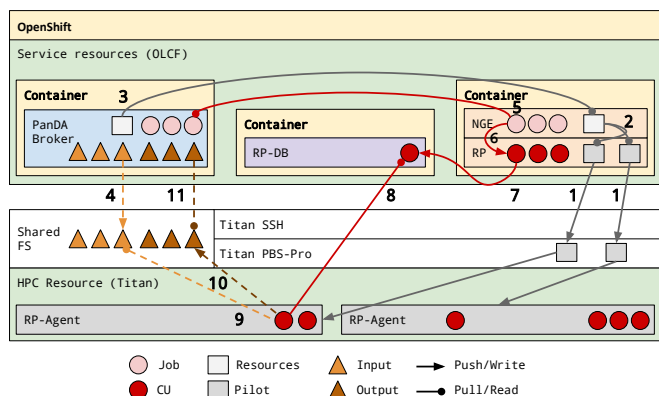 OpenShift
Service resources (OLCF)
Container
3
PanDA
Broker
Container
RP-DB
Container
5
NGE
2
6
RP
4
11
8
7
1
1
Shared
FS
Titan SSH
Titan PBS-Pro
HPC Resource (Titan)
10
RP-Agent
9
RP-Agent
Job
Resources
Input
Push/Write
CU
Pilot
Output
Pull/Read